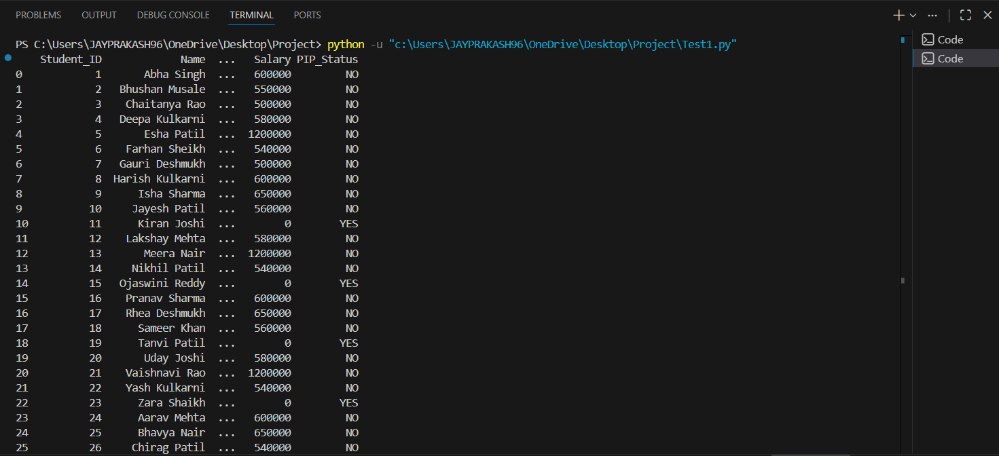 PROBLEMS OUTPUT DEBUG CONSOLE TERMINAL PORTS
PS C:\Users\JAYPRAKASH96\OneDrive\Desktop\Project> python -u "c:\Users\JAYPRAKASH96\OneDrive\Desktop\Project\Test1.py"
Student_ID Name ... Salary PIP_Status
0 1 Abha Singh ... 600000 NO
1 2 Bhushan Musale ... 550000 NO
2 3 Chaitanya Rao ... 500000 NO
3 4 Deepa Kulkarni ... 580000 NO
4 5 Esha Patil ... 1200000 NO
5 6 Farhan Sheikh ... 540000 NO
6 7 Gauri Deshmukh ... 500000 NO
7 8 Harish Kulkarni ... 600000 NO
8 9 Isha Sharma ... 650000 NO
9 10 Jayesh Patil ... 560000 NO
10 11 Kiran Joshi ... 0 YES
11 12 Lakshay Mehta ... 580000 NO
12 13 Meera Nair ... 1200000 NO
13 14 Nikhil Patil ... 540000 NO
14 15 Ojaswini Reddy ... 0 YES
15 16 Pranav Sharma ... 600000 NO
16 17 Rhea Deshmukh ... 650000 NO
17 18 Sameer Khan ... 560000 NO
18 19 Tanvi Patil ... 0 YES
19 20 Uday Joshi ... 580000 NO
20 21 Vaishnavi Rao ... 1200000 NO
21 22 Yash Kulkarni ... 540000 NO
22 23 Zara Shaikh ... 0 YES
23 24 Aarav Mehta ... 600000 NO
24 25 Bhavya Nair ... 650000 NO
25 26 Chirag Patil ... 540000 NO
Code
Code